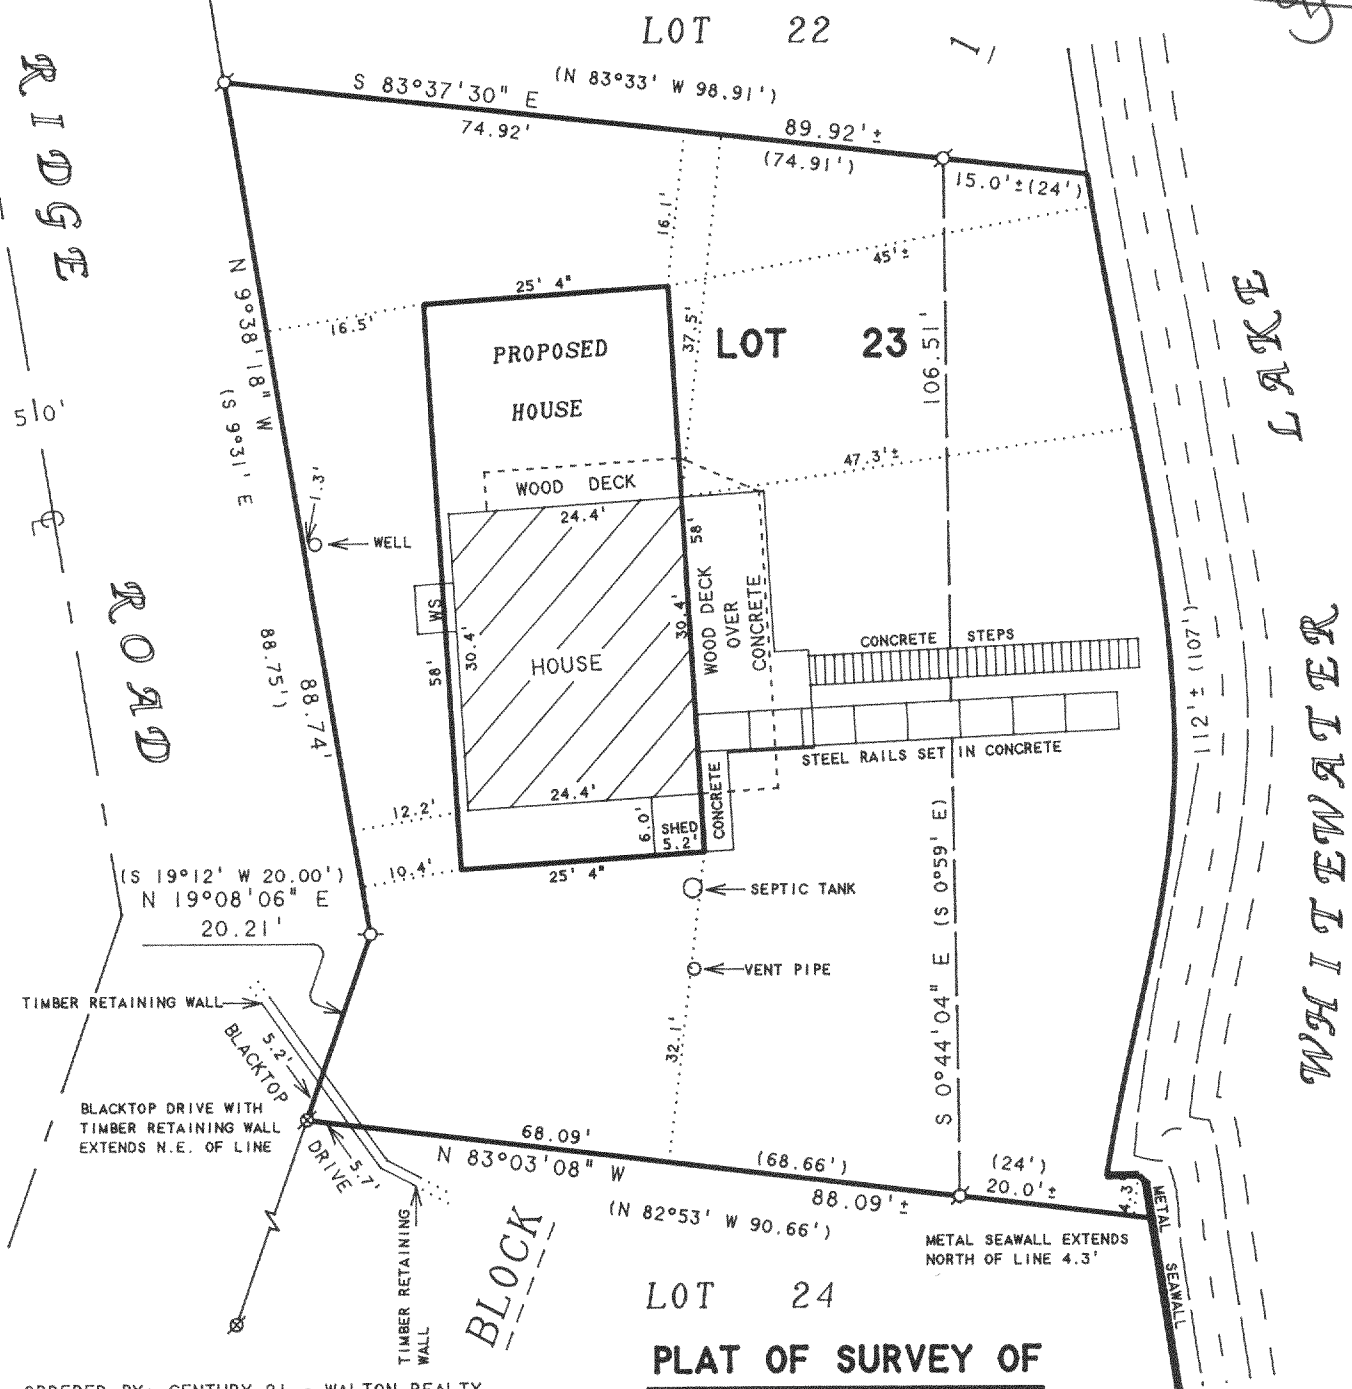 LOT 22
1
S 83°37'30" E
(N 83°33' W 98.91')
74.92'
89.92'±
(74.91')
15.0'±(24')
RIDGE
ROAD
16.1'
45'±
25' 4"
16.5'
37.5'
LOT 23
106.51'
PROPOSED
HOUSE
N 9°38'18" W
(S 9°31' E
88.75')
88.74'
510'
47.3'±
1.3'
WELL
WOOD DECK
24.4'
58'
WS
30.4'
58'
HOUSE
30.4'
WOOD DECK
OVER
CONCRETE
CONCRETE STEPS
STEEL RAILS SET IN CONCRETE
24.4'
CONCRETE
6.0'
SHED
5.2'
12.2'
10.4'
25' 4"
(S 19°12' W 20.00')
N 19°08'06" E
20.21'
SEPTIC TANK
VENT PIPE
32.1'
S 0°44'04" E (S 0°59' E)
112'± (107')
LAKE
WHITEWATER
TIMBER RETAINING WALL
5.2'
BLACKTOP
DRIVE
5.7'
BLACKTOP DRIVE WITH
TIMBER RETAINING WALL
EXTENDS N.E. OF LINE
TIMBER RETAINING
WALL
68.09'
N 83°03'08" W
(68.66')
88.09'±
(N 82°53' W 90.66')
(24')
20.0'±
4.3'
METAL
SEAWALL
METAL SEAWALL EXTENDS
NORTH OF LINE 4.3'
BLOCK
LOT 24
PLAT OF SURVEY OF
ORDERED BY: CENTURY 21 - WALTON REALTY